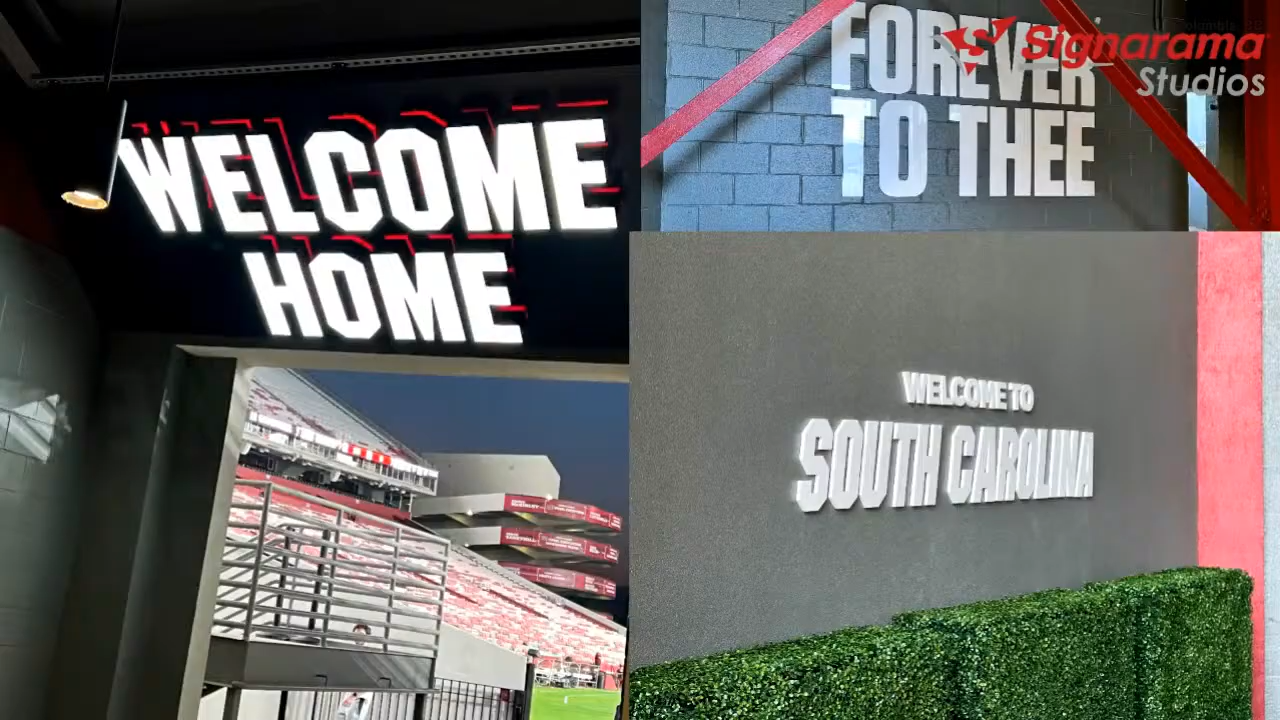 WELCOME
HOME
FOREVER
TO THEE
Signarama
Studios
WELCOME TO
SOUTH CAROLINA